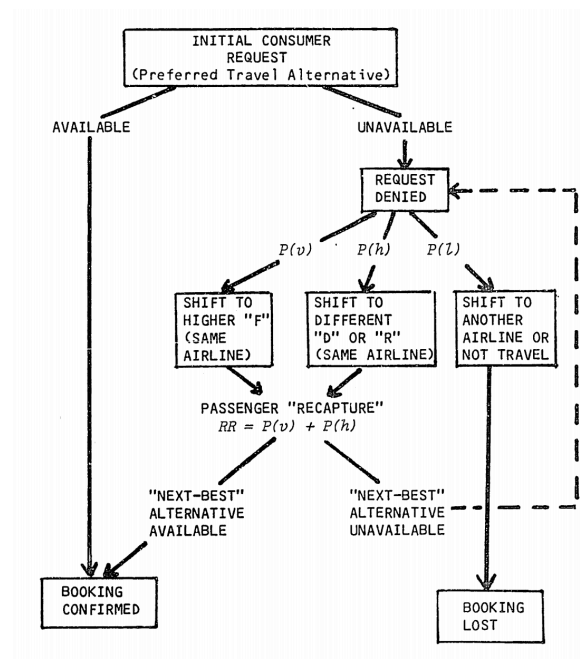 INITIAL CONSUMER
REQUEST
(Preferred Travel Alternative)
AVAILABLE
UNAVAILABLE
REQUEST
DENIED
P(v)
P(h)
P(l)
SHIFT TO
HIGHER "F"
(SAME
AIRLINE)
SHIFT TO
DIFFERENT
"D" OR "R"
(SAME AIRLINE)
SHIFT TO
ANOTHER
AIRLINE OR
NOT TRAVEL
PASSENGER "RECAPTURE"
RR = P(v) + P(h)
"NEXT-BEST"
ALTERNATIVE
AVAILABLE
"NEXT-BEST"
ALTERNATIVE
UNAVAILABLE
BOOKING
CONFIRMED
BOOKING
LOST